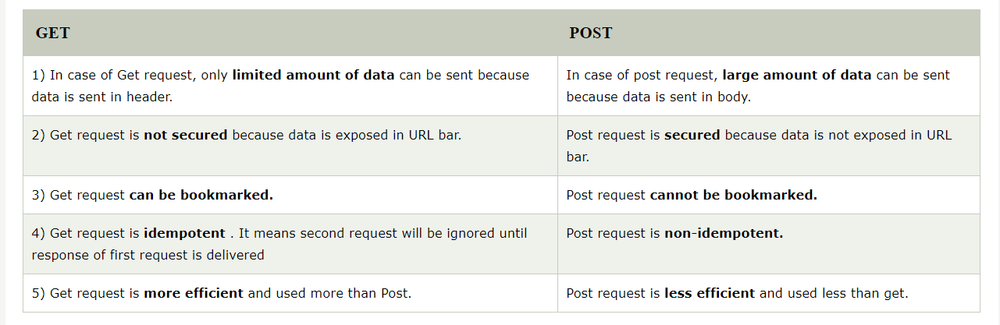 GET
POST
1) In case of Get request, only limited amount of data can be sent because
data is sent in header.
In case of post request, large amount of data can be sent
because data is sent in body.
2) Get request is not secured because data is exposed in URL bar.
Post request is secured because data is not exposed in URL
bar.
3) Get request can be bookmarked.
Post request cannot be bookmarked.
4) Get request is idempotent . It means second request will be ignored until
response of first request is delivered
Post request is non-idempotent.
5) Get request is more efficient and used more than Post.
Post request is less efficient and used less than get.